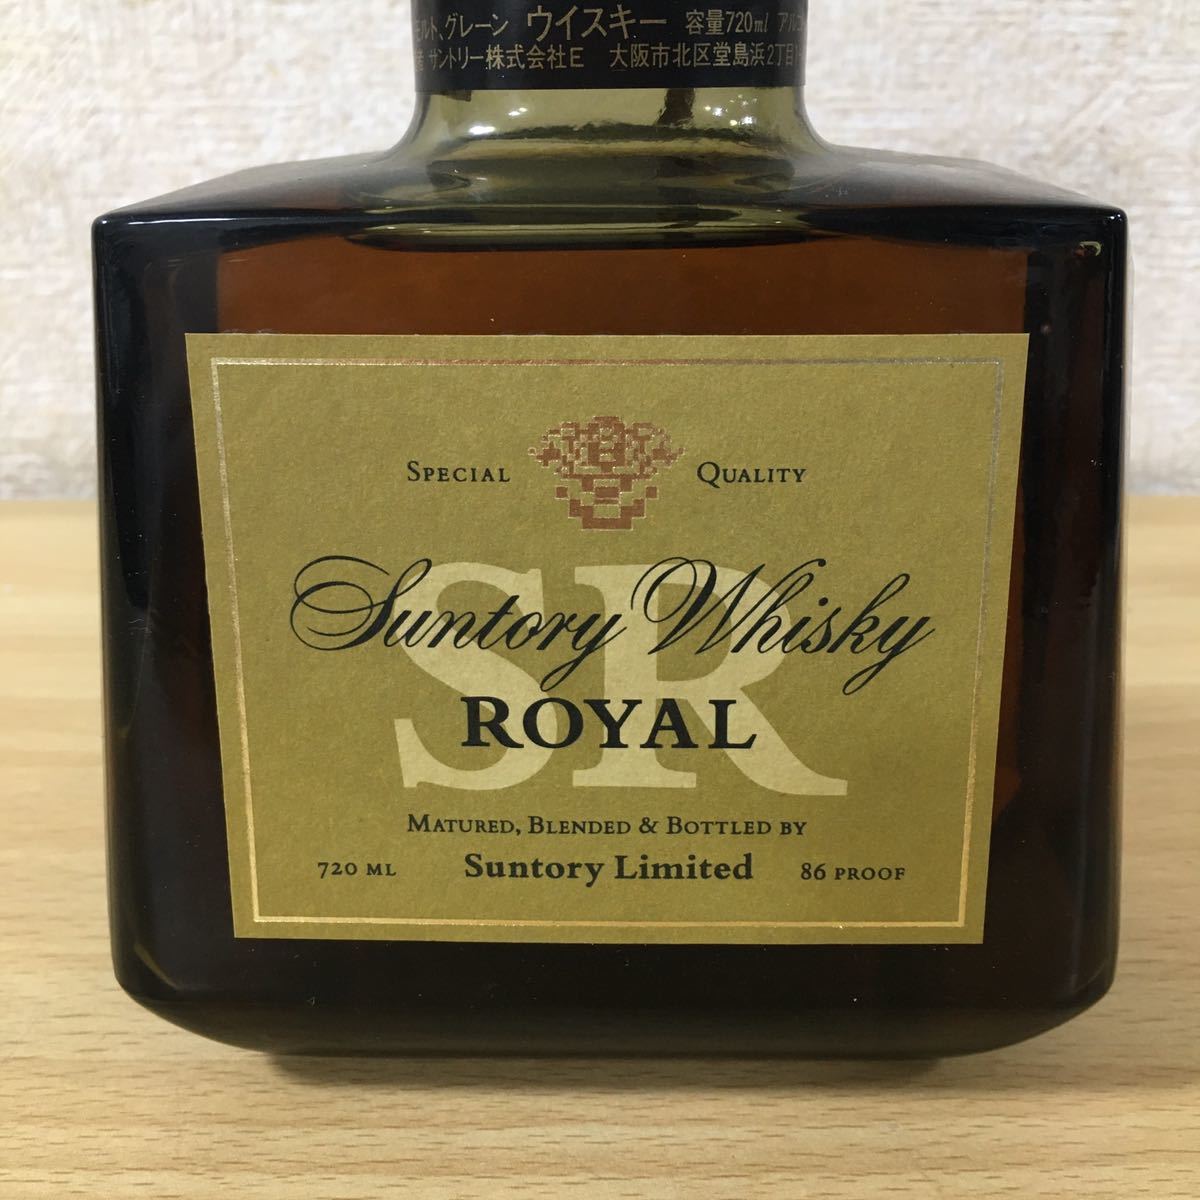 モルト、グレーン ウイスキー 容量720ml アルコ
サントリー株式会社E 大阪市北区堂島浜2丁目
SPECIAL QUALITY
SR
Suntory Whisky
ROYAL
MATURED, BLENDED & BOTTLED BY
720 ML Suntory Limited 86 PROOF